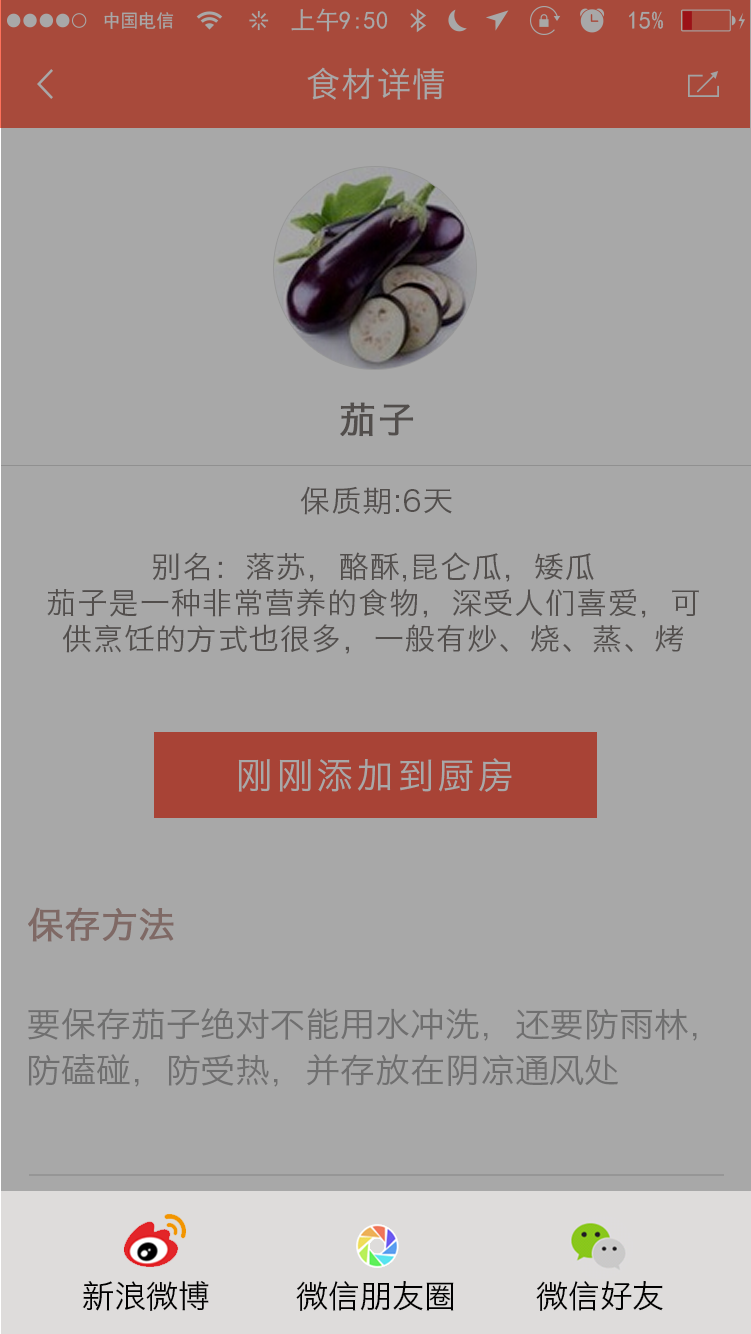 中国电信 上午9:50 15%
食材详情
茄子
保质期:6天
别名：落苏，酪酥,昆仑瓜，矮瓜
茄子是一种非常营养的食物，深受人们喜爱，可
供烹饪的方式也很多，一般有炒、烧、蒸、烤
刚刚添加到厨房
保存方法
要保存茄子绝对不能用水冲洗，还要防雨林，
防磕碰，防受热，并存放在阴凉通风处
新浪微博 微信朋友圈 微信好友